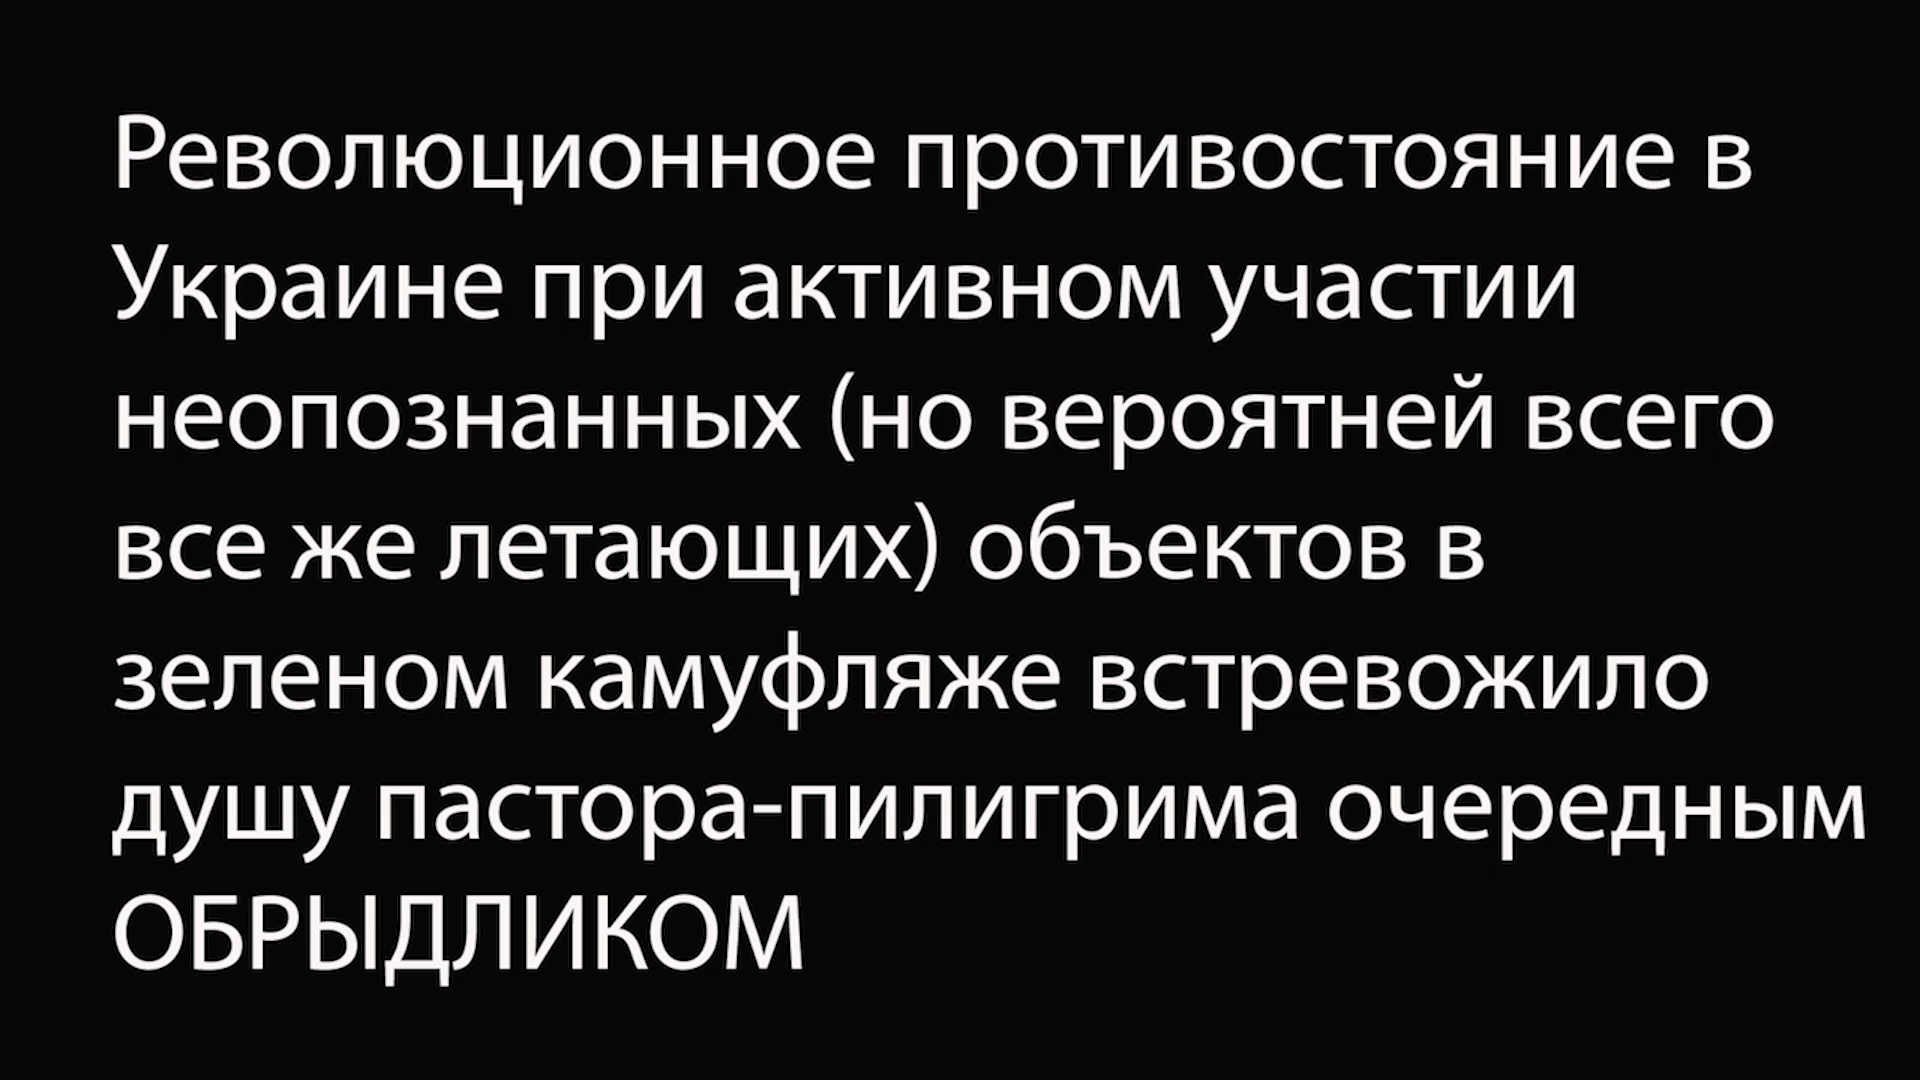 Революционное противостояние в
Украине при активном участии
неопознанных (но вероятней всего
все же летающих) объектов в
зеленом камуфляже встревожило
душу пастора-пилигрима очередным
ОБРЫДЛИКОМ